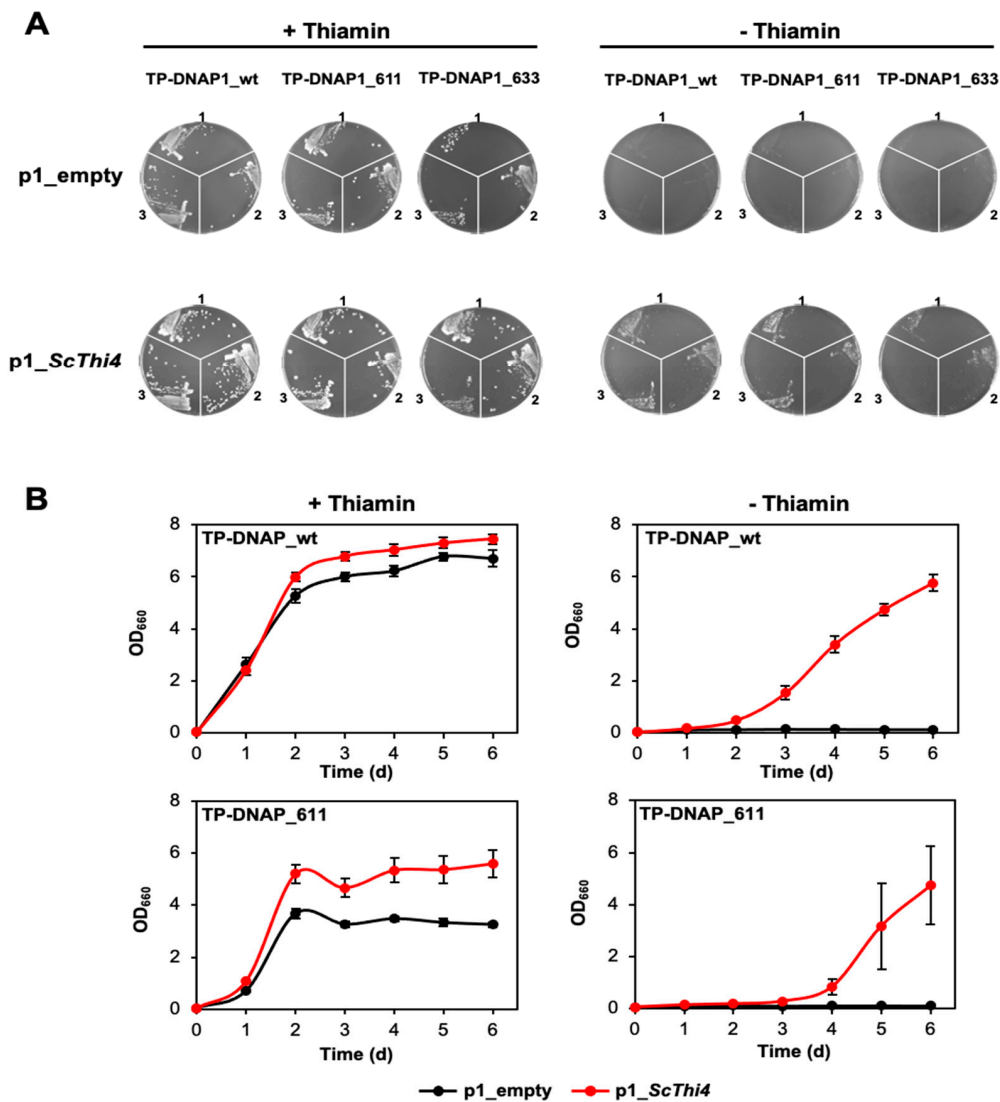 A
+ Thiamin - Thiamin
TP-DNAP1_wt TP-DNAP1_611 TP-DNAP1_633 TP-DNAP1_wt TP-DNAP1_611 TP-DNAP1_633
1 1 1 1 1 1
p1_empty
3 2 3 2 3 2 3 2 3 2 3 2
1 1 1 1 1 1
p1_ScThi4
3 2 3 2 3 2 3 2 3 2 3 2
B
+ Thiamin - Thiamin
TP-DNAP_wt
8
6
4
2
0
OD660
0 1 2 3 4 5 6
Time (d)
TP-DNAP_wt
8
6
4
2
0
OD660
0 1 2 3 4 5 6
Time (d)
TP-DNAP_611
8
6
4
2
0
OD660
0 1 2 3 4 5 6
Time (d)
TP-DNAP_611
8
6
4
2
0
OD660
0 1 2 3 4 5 6
Time (d)
p1_empty p1_ScThi4